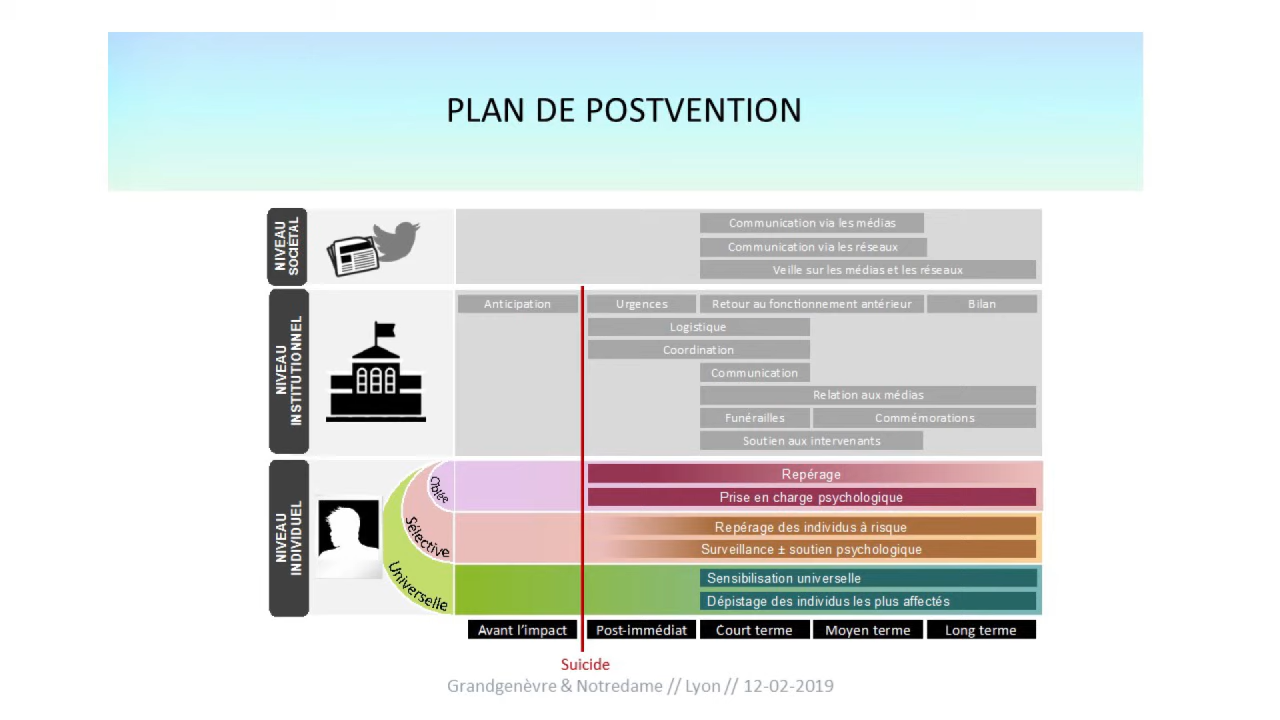 PLAN DE POSTVENTION
NIVEAU
SOCIÉTAL
Communication via les médias
Communication via les réseaux
Veille sur les médias et les réseaux
NIVEAU
INSTITUTIONNEL
Anticipation
Urgences
Retour au fonctionnement antérieur
Bilan
Logistique
Coordination
Communication
Relation aux médias
Funérailles
Commémorations
Soutien aux intervenants
NIVEAU
INDIVIDUEL
Ciblée
Sélective
Universelle
Repérage
Prise en charge psychologique
Repérage des individus à risque
Surveillance ± soutien psychologique
Sensibilisation universelle
Dépistage des individus les plus affectés
Avant l'impact
Post-immédiat
Court terme
Moyen terme
Long terme
Suicide
Grandgenèvre & Notredame // Lyon // 12-02-2019